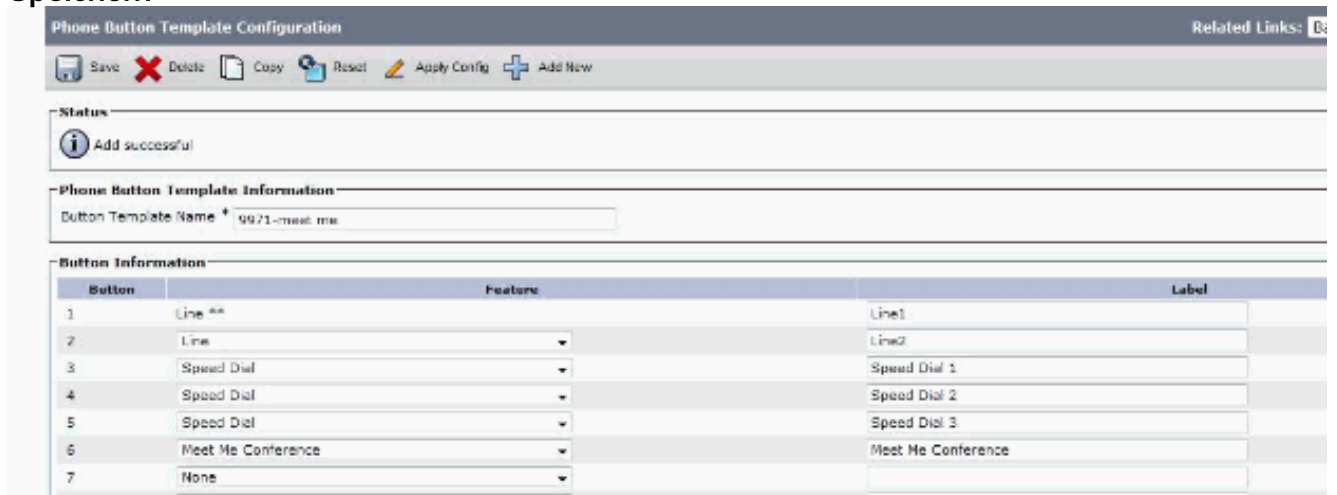 Phone Button Template Configuration
Related Links:
Save Delete Copy Reset Apply Config Add New
Status
Add successful
Phone Button Template Information
Button Template Name * 9971-meet me
Button Information
Button Feature Label
1 Line ** Line1
2 Line Line2
3 Speed Dial Speed Dial 1
4 Speed Dial Speed Dial 2
5 Speed Dial Speed Dial 3
6 Meet Me Conference Meet Me Conference
7 None